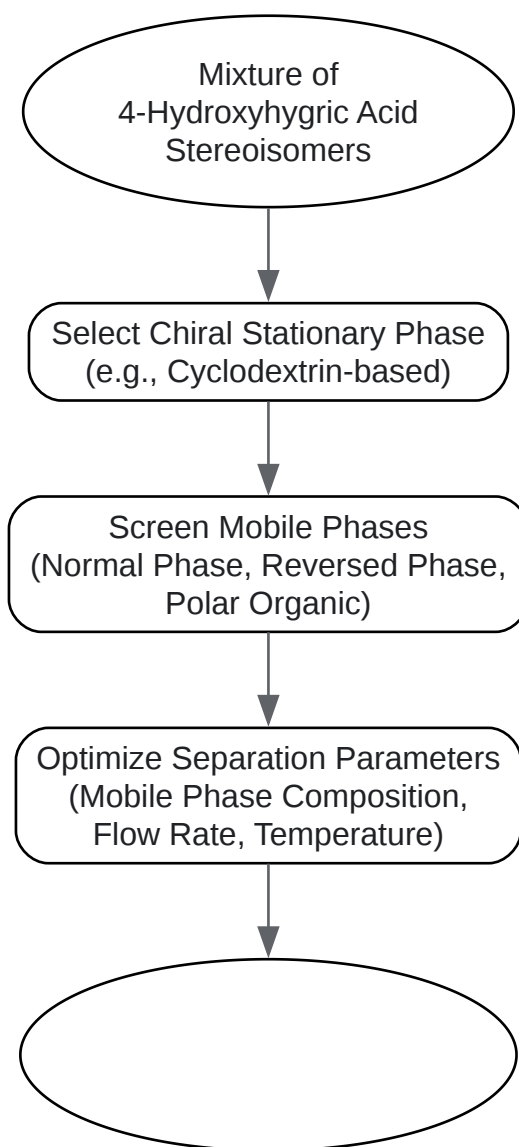 Mixture of
4-Hydroxyhygric Acid
Stereoisomers
Select Chiral Stationary Phase
(e.g., Cyclodextrin-based)
Screen Mobile Phases
(Normal Phase, Reversed Phase,
Polar Organic)
Optimize Separation Parameters
(Mobile Phase Composition,
Flow Rate, Temperature)